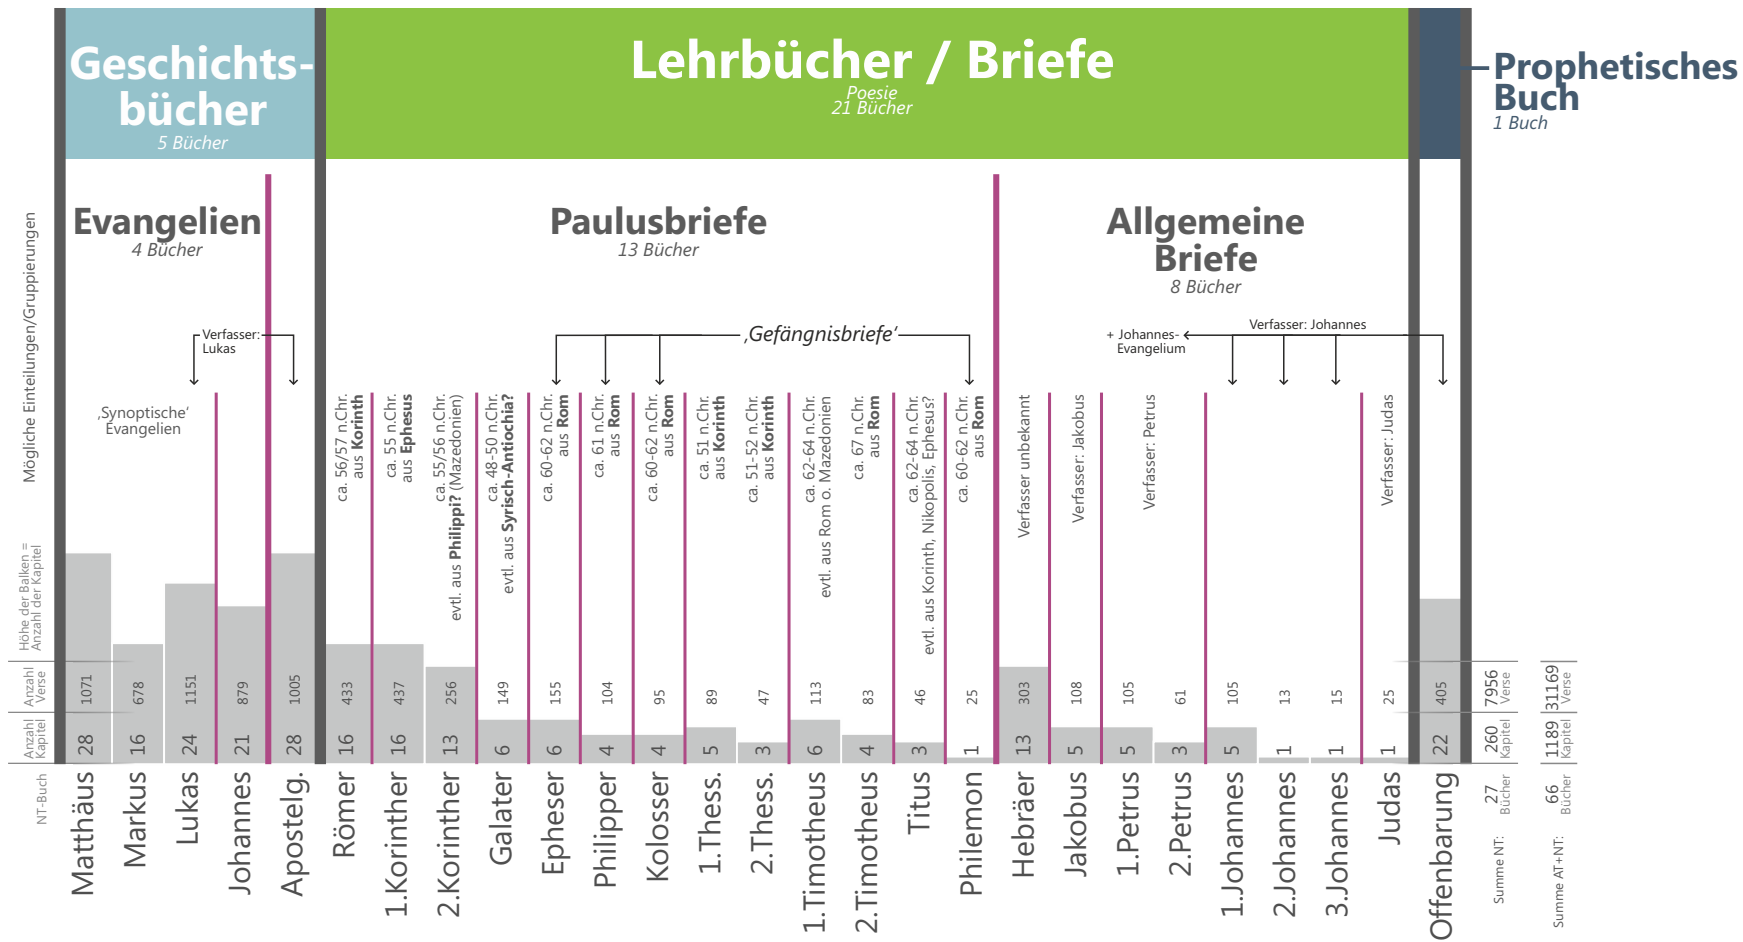 Geschichts-
bücher
5 Bücher
Lehrbücher / Briefe
Poesie
21 Bücher
Prophetisches
Buch
1 Buch
Mögliche Einteilungen/Gruppierungen
Evangelien
4 Bücher
Paulusbriefe
13 Bücher
Allgemeine
Briefe
8 Bücher
Verfasser:
Lukas
‚Gefängnisbriefe‘
+ Johannes-
Evangelium
Verfasser: Johannes
‚Synoptische‘
Evangelien
ca. 56/57 n.Chr.
aus Korinth
ca. 55 n.Chr.
aus Ephesus
ca. 55/56 n.Chr.
evtl. aus Philippi? (Mazedonien)
ca. 48-50 n.Chr.
evtl. aus Syrisch-Antiochia?
ca. 60-62 n.Chr.
aus Rom
ca. 61 n.Chr.
aus Rom
ca. 60-62 n.Chr.
aus Rom
ca. 51 n.Chr.
aus Korinth
ca. 51-52 n.Chr.
aus Korinth
ca. 62-64 n.Chr.
evtl. aus Rom o. Mazedonien
ca. 67 n.Chr.
aus Rom
ca. 62-64 n.Chr.
evtl. aus Korinth, Nikopolis, Ephesus?
ca. 60-62 n.Chr.
aus Rom
Verfasser unbekannt
Verfasser: Jakobus
Verfasser: Petrus
Verfasser: Judas
Höhe der Balken =
Anzahl der Kapitel
Anzahl
Verse
1071
678
1151
879
1005
433
437
256
149
155
104
95
89
47
113
83
46
25
303
108
105
61
105
13
15
25
405
7956
Verse
31169
Verse
Anzahl
Kapitel
28
16
24
21
28
16
16
13
6
6
4
4
5
3
6
4
3
1
13
5
5
3
5
1
1
1
22
260
Kapitel
1189
Kapitel
NT-Buch
Matthäus
Markus
Lukas
Johannes
Apostelg.
Römer
1.Korinther
2.Korinther
Galater
Epheser
Philipper
Kolosser
1.Thess.
2.Thess.
1.Timotheus
2.Timotheus
Titus
Philemon
Hebräer
Jakobus
1.Petrus
2.Petrus
1.Johannes
2.Johannes
3.Johannes
Judas
Offenbarung
27
Bücher
66
Bücher
Summe NT:
Summe AT+NT: